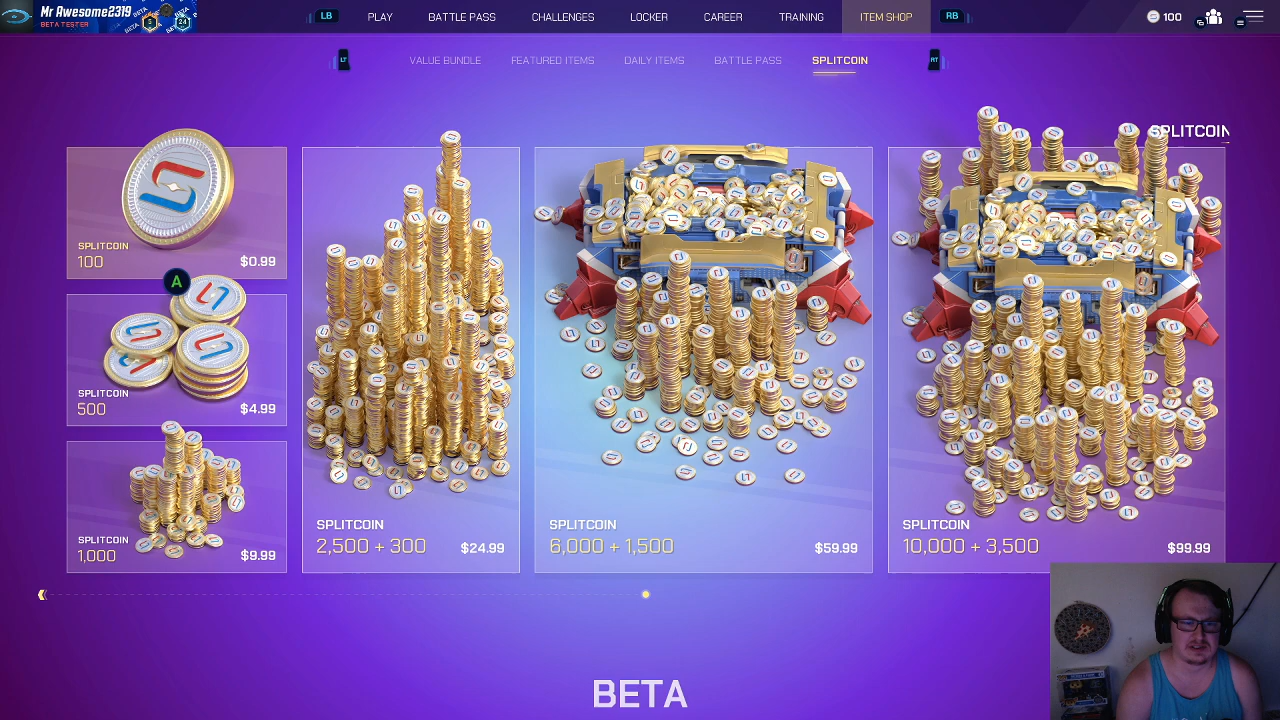 Mr Awesome2319
BETA TESTER
LB
PLAY
BATTLE PASS
CHALLENGES
LOCKER
CAREER
TRAINING
ITEM SHOP
RB
100
LT
VALUE BUNDLE
FEATURED ITEMS
DAILY ITEMS
BATTLE PASS
SPLITCOIN
RT
SPLITCOIN
SPLITCOIN
100
$0.99
A
SPLITCOIN
500
$4.99
SPLITCOIN
1,000
$9.99
SPLITCOIN
2,500 + 300
$24.99
SPLITCOIN
6,000 + 1,500
$59.99
SPLITCOIN
10,000 + 3,500
$99.99
BETA